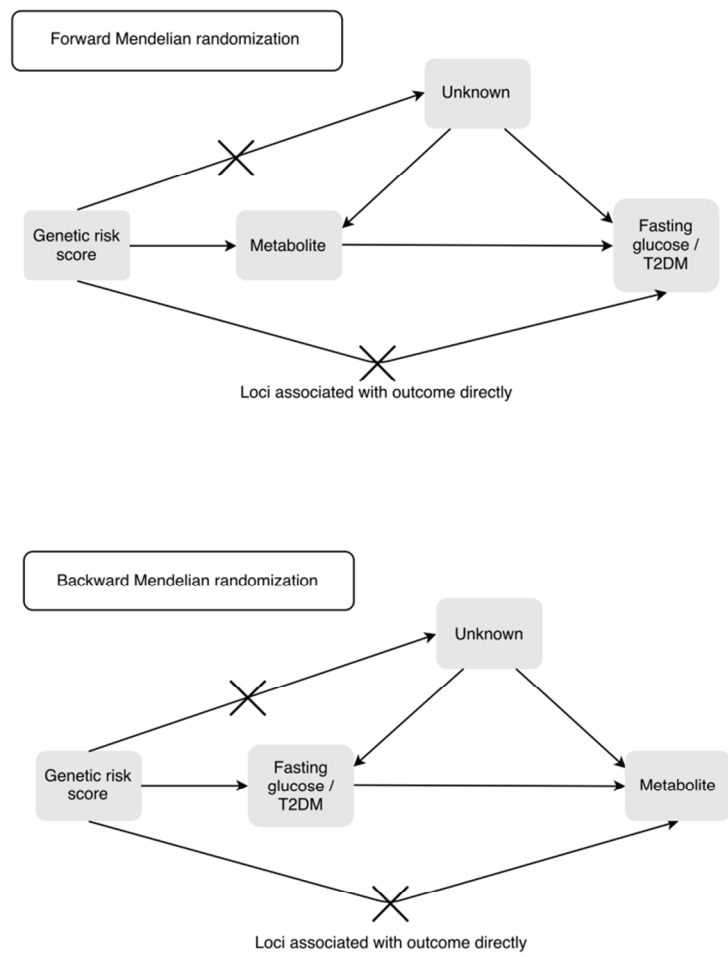 Forward Mendelian randomization
Unknown
Genetic risk
score
Metabolite
Fasting
glucose /
T2DM
Loci associated with outcome directly
Backward Mendelian randomization
Unknown
Genetic risk
score
Fasting
glucose /
T2DM
Metabolite
Loci associated with outcome directly